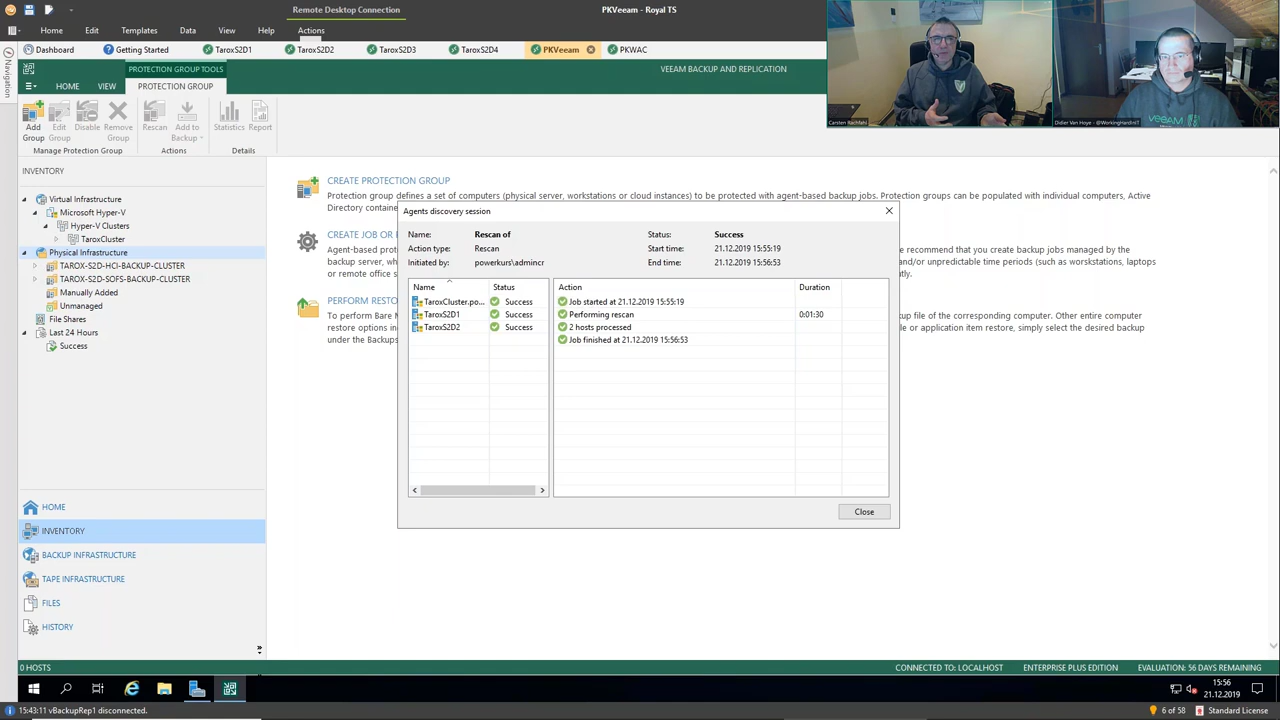 Remote Desktop Connection
PKVeeam - Royal TS
Home Edit Templates Data View Help Actions
Dashboard Getting Started TaroxS2D1 TaroxS2D2 TaroxS2D3 TaroxS2D4 PKVeeam PKWAC
Navigation
PROTECTION GROUP TOOLS
VEEAM BACKUP AND REPLICATION
HOME VIEW PROTECTION GROUP
Add Group
Edit Group
Disable
Remove Group
Rescan
Add to Backup
Statistics
Report
Manage Protection Group Actions Details
Carsten Rachfahl
Didier Van Hoye - @WorkingHardInIT
INVENTORY
Virtual Infrastructure
Microsoft Hyper-V
Hyper-V Clusters
TaroxCluster
Physical Infrastructure
TAROX-S2D-HCI-BACKUP-CLUSTER
TAROX-S2D-SOFS-BACKUP-CLUSTER
Manually Added
Unmanaged
File Shares
Last 24 Hours
Success
CREATE PROTECTION GROUP
Protection group defines a set of computers (physical server, workstations or cloud instances) to be protected with agent-based backup jobs. Protection groups can be populated with individual computers, Active
Directory containe
CREATE JOB OR
Agent-based pro
backup server, wh
or remote office s
recommend that you create backup jobs managed by the
and/or unpredictable time periods (such as worskstations, laptops
ntly.
PERFORM RESTO
To perform Bare M
restore options in
under the Backups
kup file of the corresponding computer. Other entire computer
file or application item restore, simply select the desired backup
Agents discovery session
Name: Rescan of Status: Success
Action type: Rescan Start time: 21.12.2019 15:55:19
Initiated by: powerkurs\admincr End time: 21.12.2019 15:56:53
Name Status Action Duration
TaroxCluster.po... Success Job started at 21.12.2019 15:55:19
TaroxS2D1 Success Performing rescan 0:01:30
TaroxS2D2 Success 2 hosts processed
Job finished at 21.12.2019 15:56:53
Close
HOME
INVENTORY
BACKUP INFRASTRUCTURE
TAPE INFRASTRUCTURE
FILES
HISTORY
0 HOSTS
CONNECTED TO: LOCALHOST ENTERPRISE PLUS EDITION EVALUATION: 56 DAYS REMAINING
15:56
21.12.2019
15:43:11 vBackupRep1 disconnected.
6 of 58 Standard License